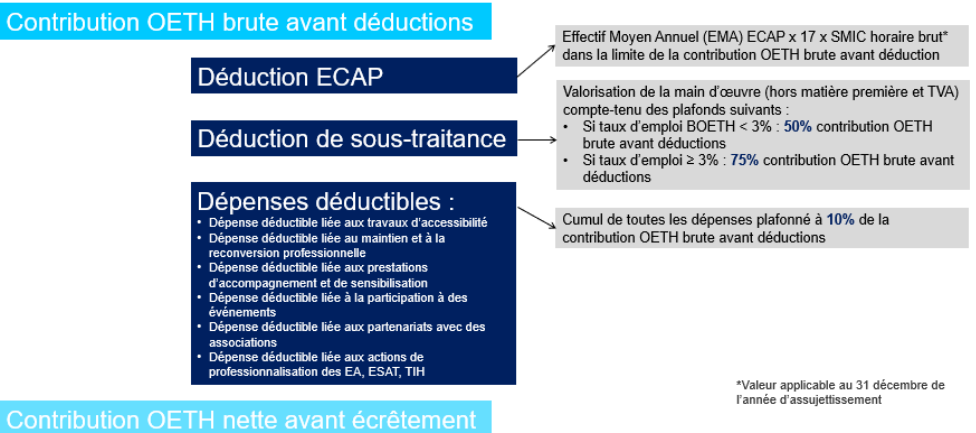 Contribution OETH brute avant déductions
Déduction ECAP
Effectif Moyen Annuel (EMA) ECAP x 17 x SMIC horaire brut*
dans la limite de la contribution OETH brute avant déduction
Déduction de sous-traitance
Valorisation de la main d'œuvre (hors matière première et TVA)
compte-tenu des plafonds suivants :
• Si taux d'emploi BOETH < 3% : 50% contribution OETH
brute avant déductions
• Si taux d'emploi ≥ 3% : 75% contribution OETH brute avant
déductions
Dépenses déductibles :
• Dépense déductible liée aux travaux d'accessibilité
• Dépense déductible liée au maintien et à la
reconversion professionnelle
• Dépense déductible liée aux prestations
d'accompagnement et de sensibilisation
• Dépense déductible liée à la participation à des
événements
• Dépense déductible liée aux partenariats avec des
associations
• Dépense déductible liée aux actions de
professionnalisation des EA, ESAT, TIH
Cumul de toutes les dépenses plafonné à 10% de la
contribution OETH brute avant déductions
*Valeur applicable au 31 décembre de
l'année d'assujettissement
Contribution OETH nette avant écrêtement